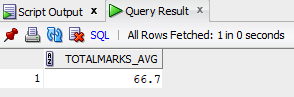 Script Output × Query Result ×
SQL | All Rows Fetched: 1 in 0 seconds
TOTALMARKS_AVG
1 66.7